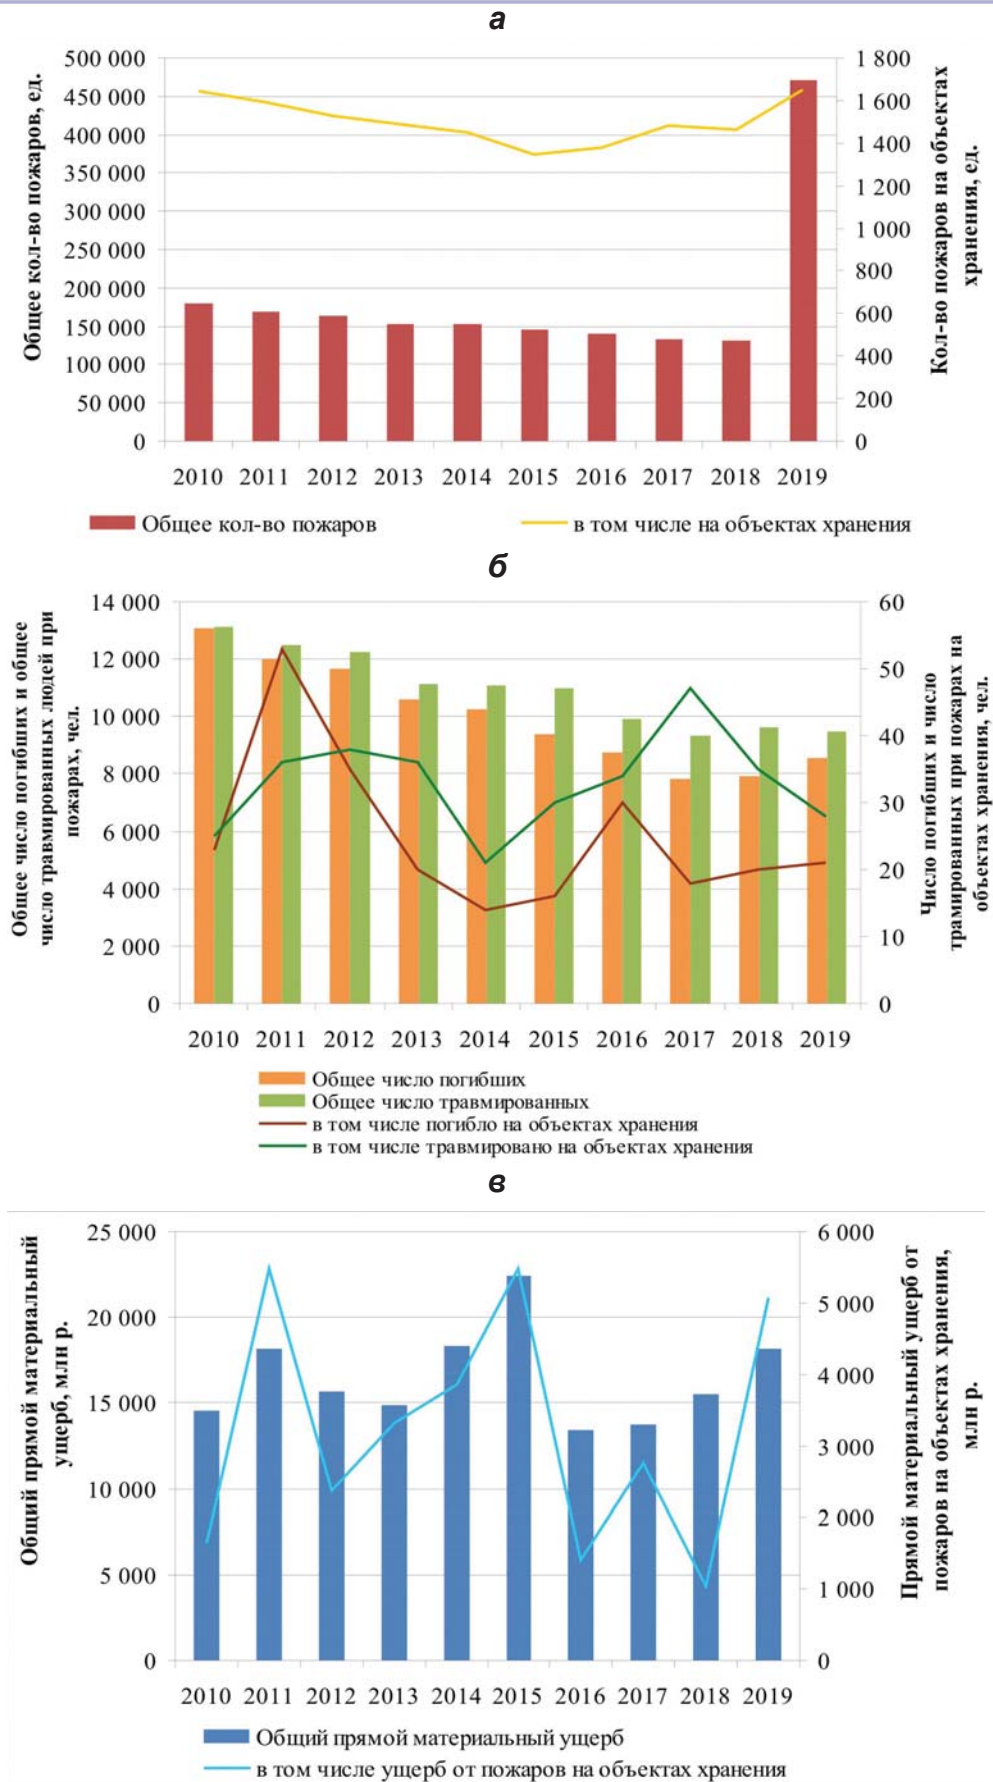 а
Общее кол-во пожаров, ед.
500 000
450 000
400 000
350 000
300 000
250 000
200 000
150 000
100 000
50 000
0
1 800
1 600
1 400
1 200
1 000
800
600
400
200
0
Кол-во пожаров на объектах
хранения, ед.
2010 2011 2012 2013 2014 2015 2016 2017 2018 2019
Общее кол-во пожаров
в том числе на объектах хранения
б
Общее число погибших и общее
число травмированных людей при
пожарах, чел.
14 000
12 000
10 000
8 000
6 000
4 000
2 000
0
60
50
40
30
20
10
0
Число погибших и число
трамированных при пожарах на
объектах хранения, чел.
2010 2011 2012 2013 2014 2015 2016 2017 2018 2019
Общее число погибших
Общее число травмированных
в том числе погибло на объектах хранения
в том числе травмировано на объектах хранения
в
Общий прямой материальный
ущерб, млн р.
25 000
20 000
15 000
10 000
5 000
0
6 000
5 000
4 000
3 000
2 000
1 000
0
Прямой материальный ущерб от
пожаров на объектах хранения,
млн р.
2010 2011 2012 2013 2014 2015 2016 2017 2018 2019
Общий прямой материальный ущерб
в том числе ущерб от пожаров на объектах хранения